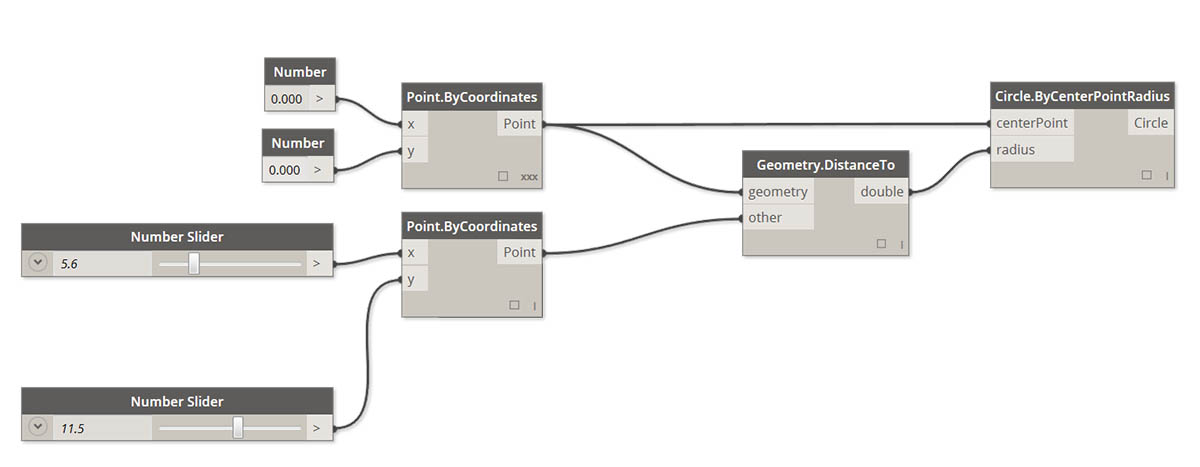 Number
0.000 >
Number
0.000 >
Point.ByCoordinates
x Point
y
xxx
Number Slider
5.6 >
Point.ByCoordinates
x Point
y
|
Number Slider
11.5 >
Geometry.DistanceTo
geometry double
other
|
Circle.ByCenterPointRadius
centerPoint Circle
radius
|